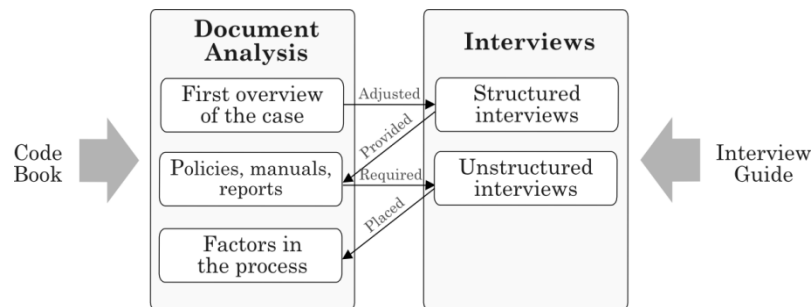 Document
Analysis
Interviews
First overview
of the case
Adjusted
Structured
interviews
Provided
Code
Book
Policies, manuals,
reports
Required
Unstructured
interviews
Interview
Guide
Placed
Factors in
the process